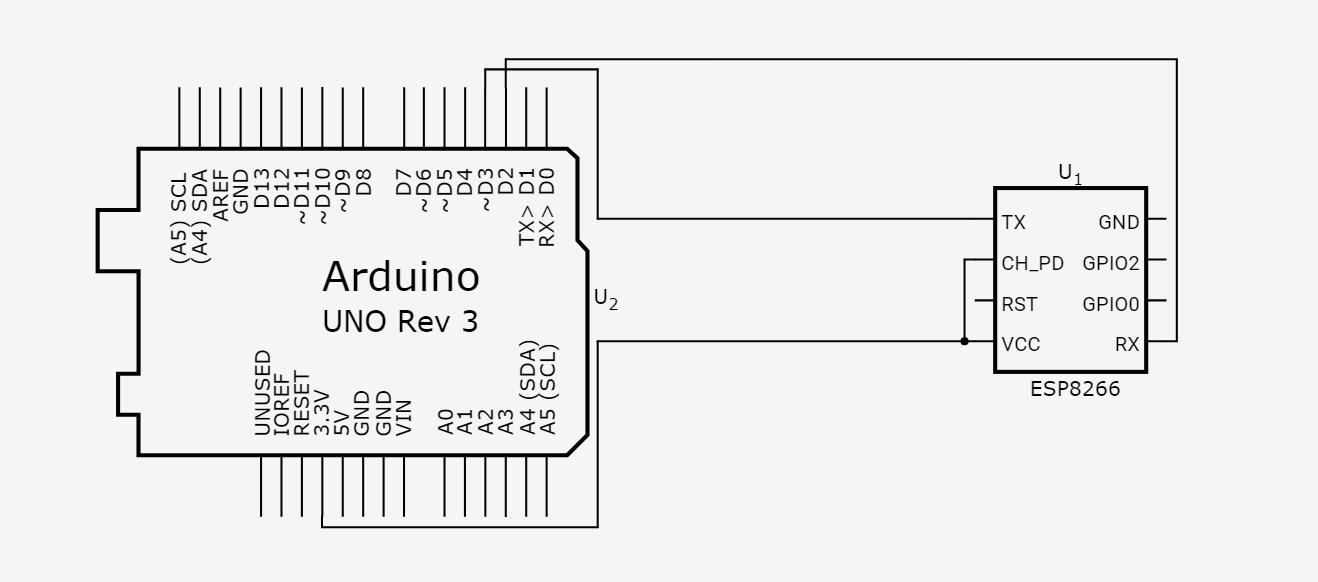 (A5) SCL
(A4) SDA
AREF
GND
D13
D12
~D11
~D10
~D9
D8
D7
~D6
~D5
D4
~D3
D2
TX> D1
RX> D0
Arduino
UNO Rev 3
U2
UNUSED
IOREF
RESET
3.3V
5V
GND
GND
VIN
A0
A1
A2
A3
A4 (SDA)
A5 (SCL)
U1
TX GND
CH_PD GPIO2
RST GPIO0
VCC RX
ESP8266